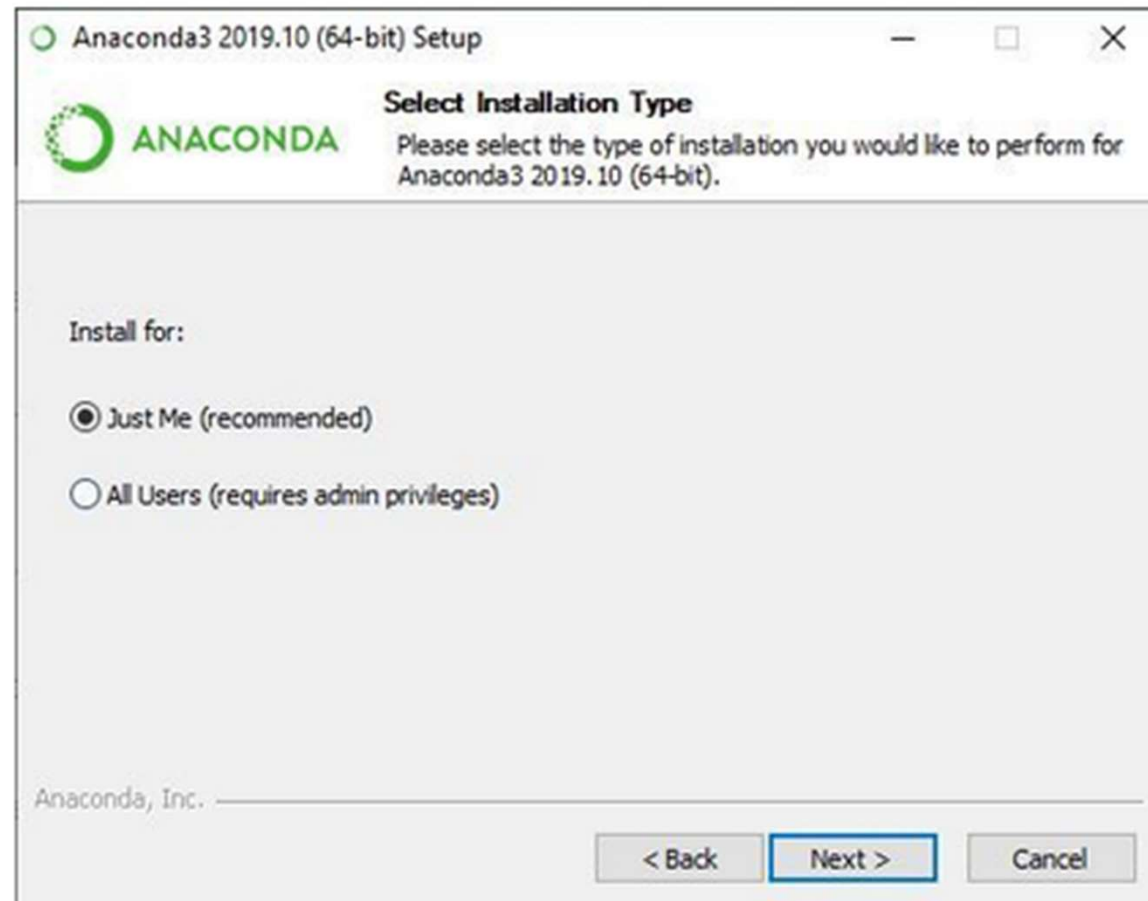 Anaconda3 2019.10 (64-bit) Setup
ANACONDA
Select Installation Type
Please select the type of installation you would like to perform for
Anaconda3 2019.10 (64-bit).
Install for:
Just Me (recommended)
All Users (requires admin privileges)
Anaconda, Inc.
< Back
Next >
Cancel